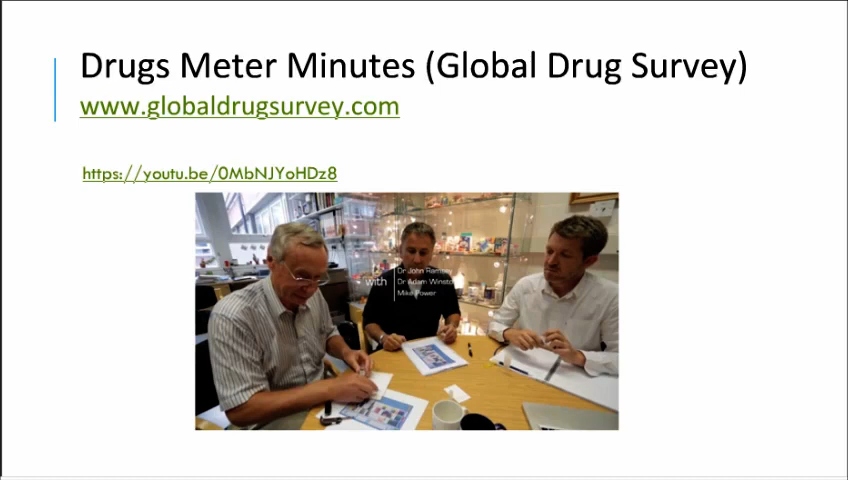 Drugs Meter Minutes (Global Drug Survey)
www.globaldrugsurvey.com
https://youtu.be/0MbNJYoHDz8
with
Dr John Ramsey
Dr Adam Winstock
Mike Power